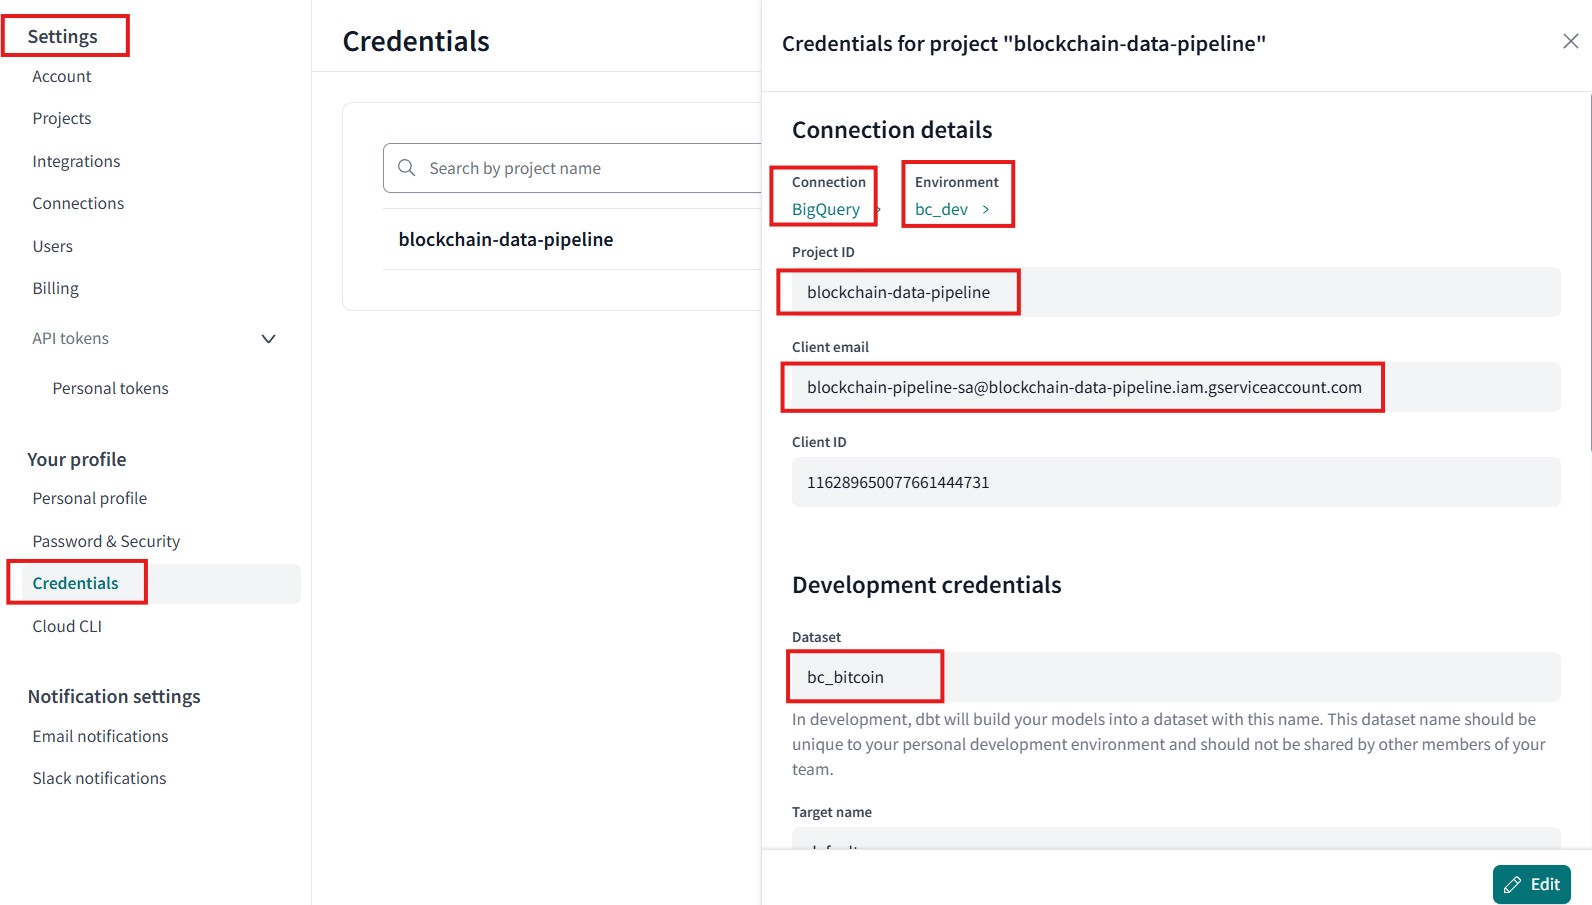 Settings
Account
Projects
Integrations
Connections
Users
Billing
API tokens
Personal tokens
Your profile
Personal profile
Password & Security
Credentials
Cloud CLI
Notification settings
Email notifications
Slack notifications
Credentials
Search by project name
blockchain-data-pipeline
Credentials for project "blockchain-data-pipeline"
Connection details
Connection
BigQuery
Environment
bc_dev
Project ID
blockchain-data-pipeline
Client email
blockchain-pipeline-sa@blockchain-data-pipeline.iam.gserviceaccount.com
Client ID
116289650077661444731
Development credentials
Dataset
bc_bitcoin
In development, dbt will build your models into a dataset with this name. This dataset name should be
unique to your personal development environment and should not be shared by other members of your
team.
Target name
Edit